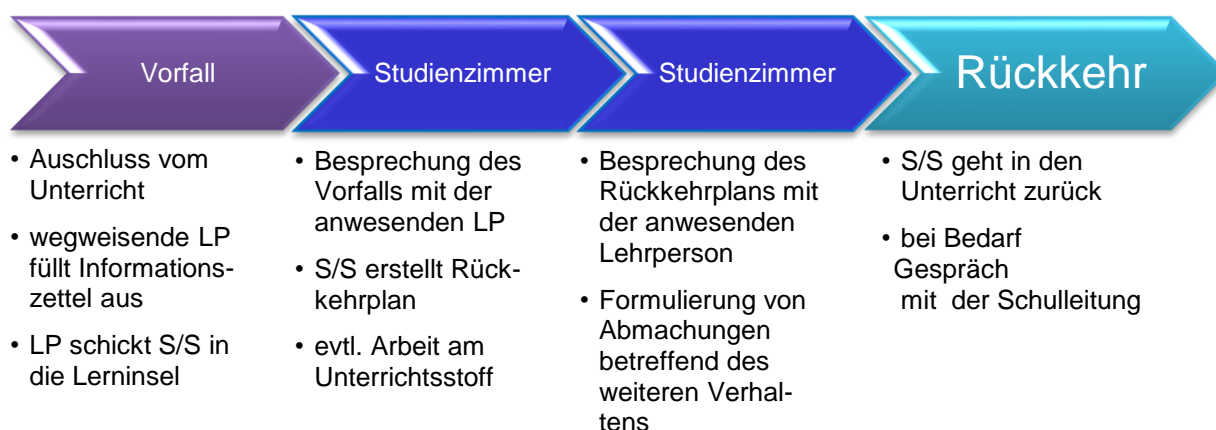 Vorfall
Studienzimmer
Studienzimmer
Rückkehr
• Auschluss vom
Unterricht
• wegweisende LP
füllt Informations-
zettel aus
• LP schickt S/S in
die Lerninsel
• Besprechung des
Vorfalls mit der
anwesenden LP
• S/S erstellt Rück-
kehrplan
• evtl. Arbeit am
Unterrichtsstoff
• Besprechung des
Rückkehrplans mit
der anwesenden
Lehrperson
• Formulierung von
Abmachungen
betreffend des
weiteren Verhal-
tens
• S/S geht in den
Unterricht zurück
• bei Bedarf
Gespräch
mit der Schulleitung